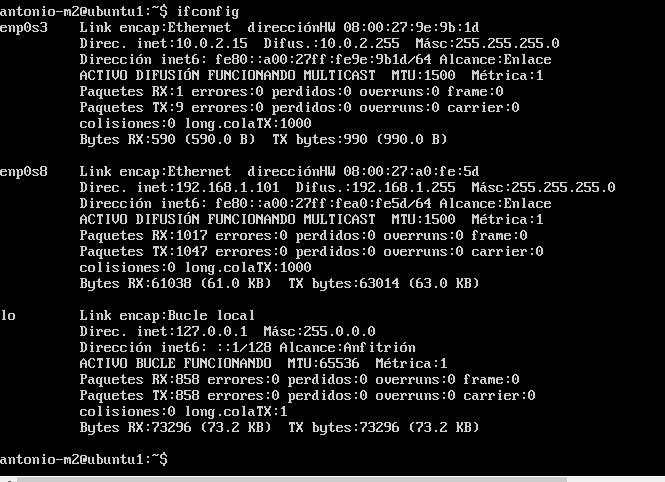 antonio-m2@ubuntu1:~$ ifconfig
enp0s3    Link encap:Ethernet  direcciónHW 08:00:27:9e:9b:1d
          Direc. inet:10.0.2.15  Difus.:10.0.2.255  Másc:255.255.255.0
          Dirección inet6: fe80::a00:27ff:fe9e:9b1d/64 Alcance:Enlace
          ACTIVO DIFUSIÓN FUNCIONANDO MULTICAST  MTU:1500  Métrica:1
          Paquetes RX:1 errores:0 perdidos:0 overruns:0 frame:0
          Paquetes TX:9 errores:0 perdidos:0 overruns:0 carrier:0
          colisiones:0 long.colaTX:1000
          Bytes RX:590 (590.0 B)  TX bytes:990 (990.0 B)
enp0s8    Link encap:Ethernet  direcciónHW 08:00:27:a0:fe:5d
          Direc. inet:192.168.1.101  Difus.:192.168.1.255  Másc:255.255.255.0
          Dirección inet6: fe80::a00:27ff:fea0:fe5d/64 Alcance:Enlace
          ACTIVO DIFUSIÓN FUNCIONANDO MULTICAST  MTU:1500  Métrica:1
          Paquetes RX:1017 errores:0 perdidos:0 overruns:0 frame:0
          Paquetes TX:1047 errores:0 perdidos:0 overruns:0 carrier:0
          colisiones:0 long.colaTX:1000
          Bytes RX:61038 (61.0 KB)  TX bytes:63014 (63.0 KB)
lo        Link encap:Bucle local
          Direc. inet:127.0.0.1  Másc:255.0.0.0
          Dirección inet6: ::1/128 Alcance:Anfitrión
          ACTIVO BUCLE FUNCIONANDO  MTU:65536  Métrica:1
          Paquetes RX:858 errores:0 perdidos:0 overruns:0 frame:0
          Paquetes TX:858 errores:0 perdidos:0 overruns:0 carrier:0
          colisiones:0 long.colaTX:1
          Bytes RX:73296 (73.2 KB)  TX bytes:73296 (73.2 KB)
antonio-m2@ubuntu1:~$